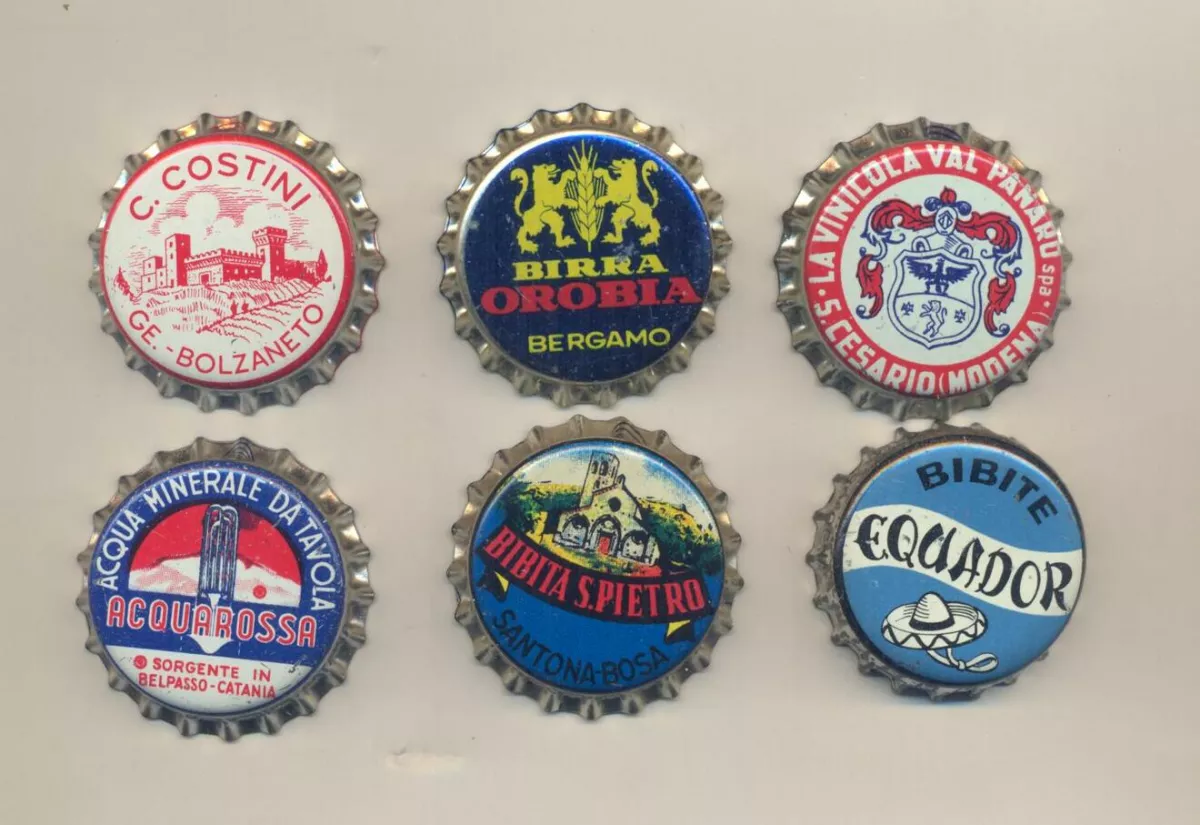 C. COSTINI
GE. - BOLZANETO
BIRRA
OROBIA
BERGAMO
· LA VINICOLA VAL PANARO spa ·
S. CESARIO (MODENA)
ACQUA MINERALE DA TAVOLA
ACQUAROSSA
SORGENTE IN
BELPASSO - CATANIA
BIBITA S. PIETRO
SANTONA - BOSA
BIBITE
EQUADOR